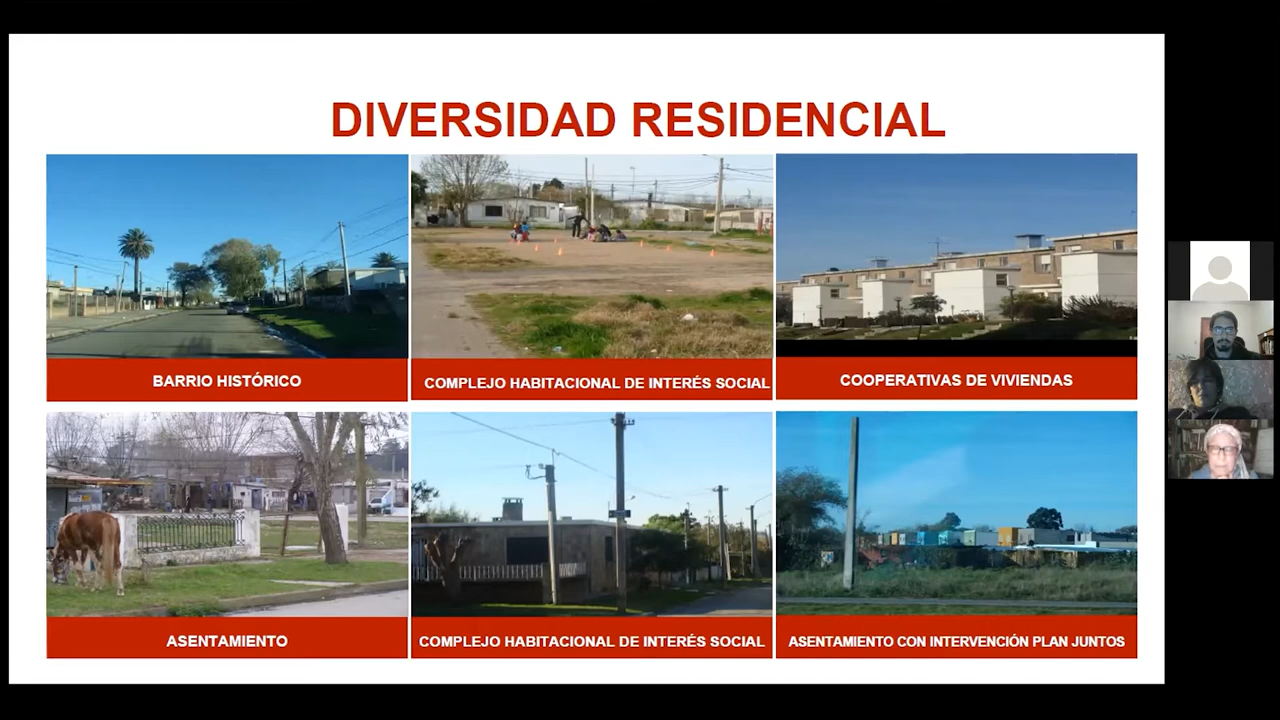 DIVERSIDAD RESIDENCIAL
BARRIO HISTÓRICO
COMPLEJO HABITACIONAL DE INTERÉS SOCIAL
COOPERATIVAS DE VIVIENDAS
ASENTAMIENTO
COMPLEJO HABITACIONAL DE INTERÉS SOCIAL
ASENTAMIENTO CON INTERVENCIÓN PLAN JUNTOS